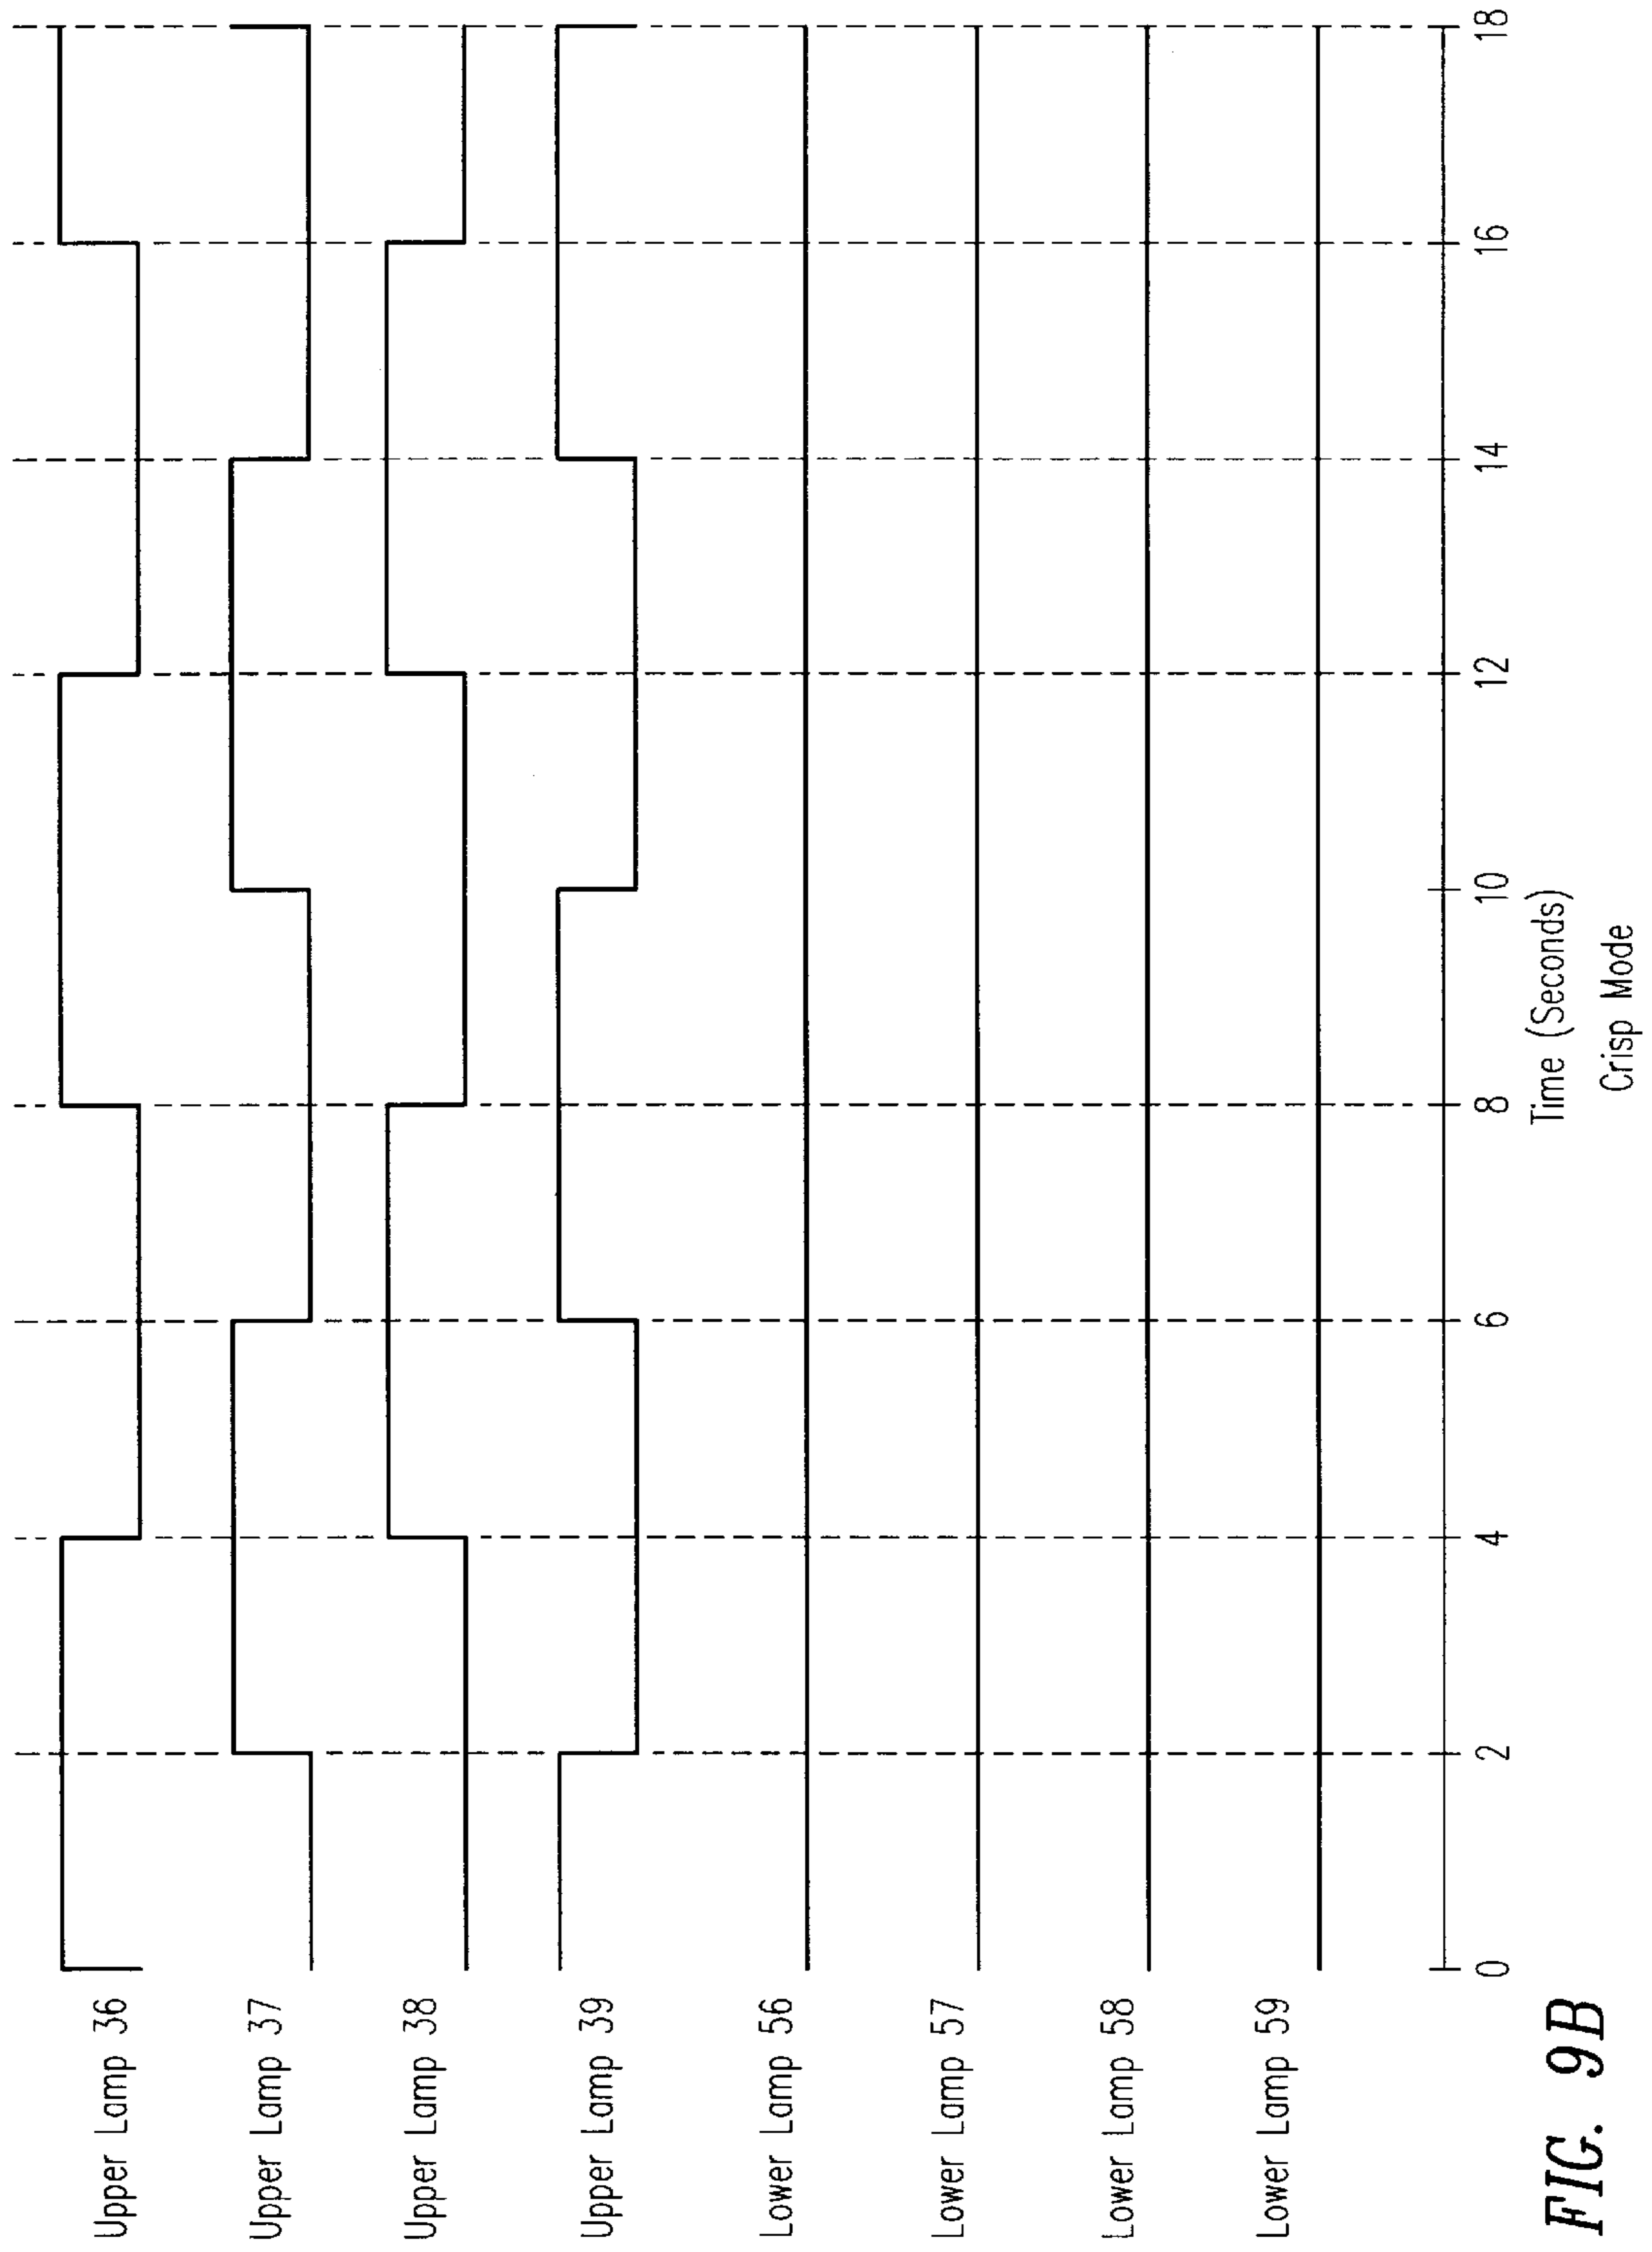 Upper Lamp 36
Upper Lamp 37
Upper Lamp 38
Upper Lamp 39
Lower Lamp 56
Lower Lamp 57
Lower Lamp 58
Lower Lamp 59
0 2 4 6 8 10 12 14 16 18
Time (Seconds)
Crisp Mode
FIG. 9B